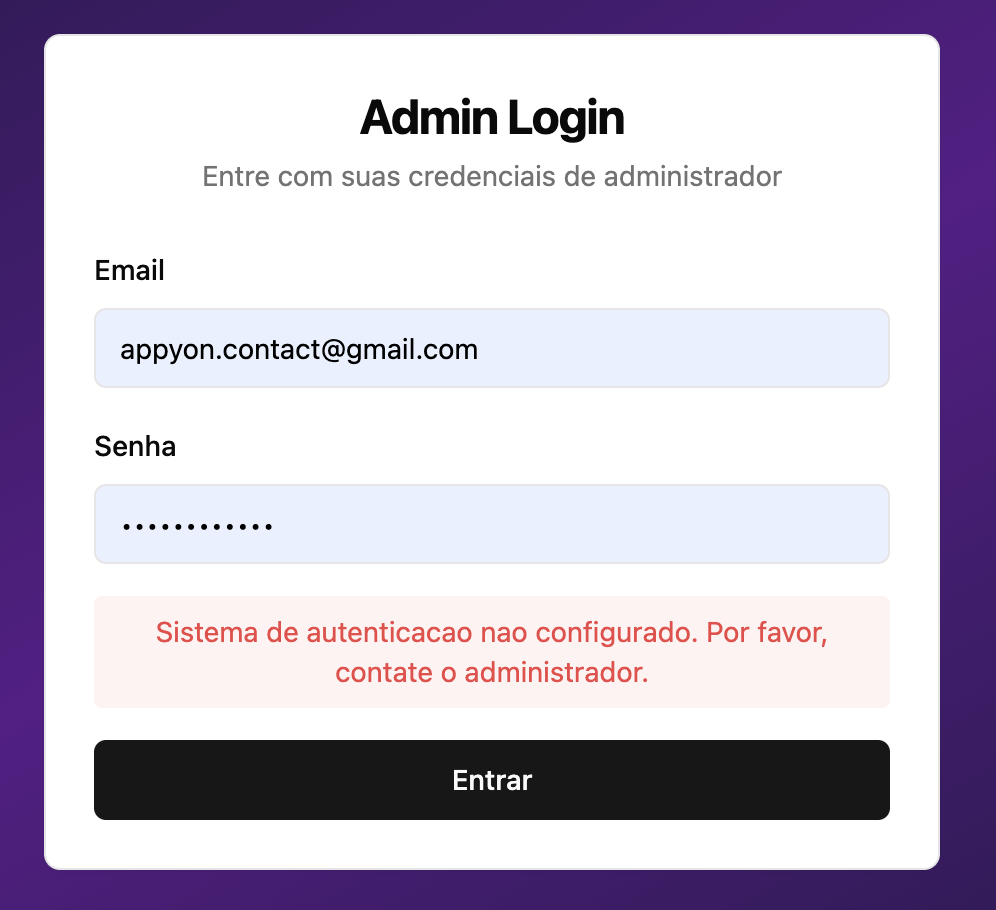 Admin Login
Entre com suas credenciais de administrador
Email
appyon.contact@gmail.com
Senha
••••••••••••
Sistema de autenticacao nao configurado. Por favor,
contate o administrador.
Entrar